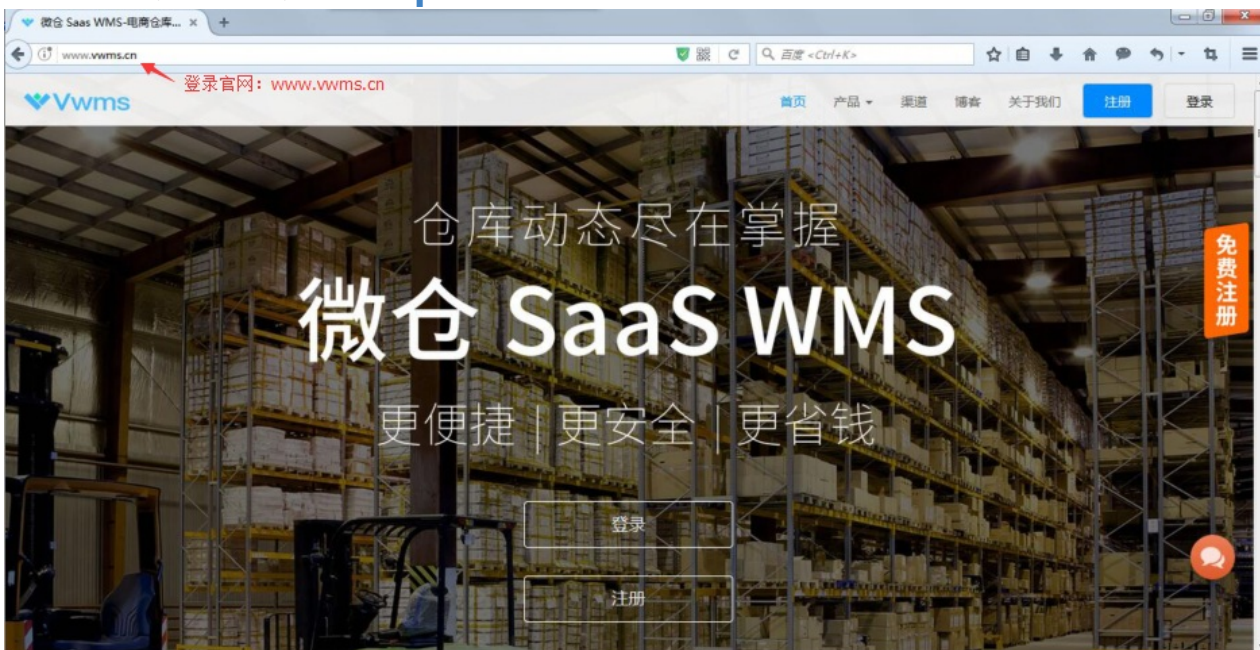 微仓 Saas WMS-电商仓库...
www.vwms.cn
百度 <Ctrl+K>
登录官网：www.vwms.cn
Vwms
首页 产品 渠道 博客 关于我们 注册 登录
仓库动态尽在掌握
微仓 SaaS WMS
更便捷 | 更安全 | 更省钱
登录
注册
免费注册